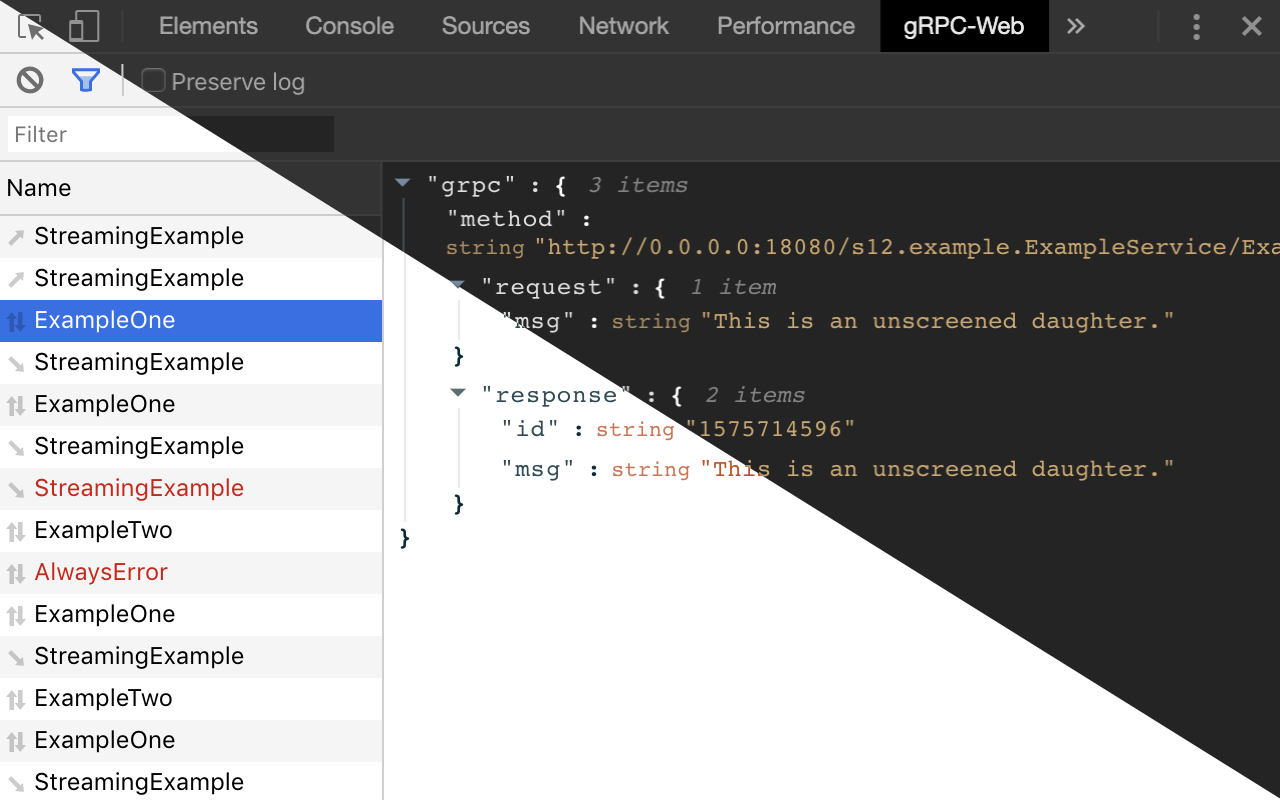 Elements Console Sources Network Performance gRPC-Web »
Preserve log
Filter
Name
StreamingExample
StreamingExample
ExampleOne
StreamingExample
ExampleOne
StreamingExample
StreamingExample
ExampleTwo
AlwaysError
ExampleOne
StreamingExample
ExampleTwo
ExampleOne
StreamingExample
"grpc" : { 3 items
"method" :
string "http://0.0.0.0:18080/s12.example.ExampleService/Exa
"request" : { 1 item
"msg" : string "This is an unscreened daughter."
}
"response" : { 2 items
"id" : string "1575714596"
"msg" : string "This is an unscreened daughter."
}
}